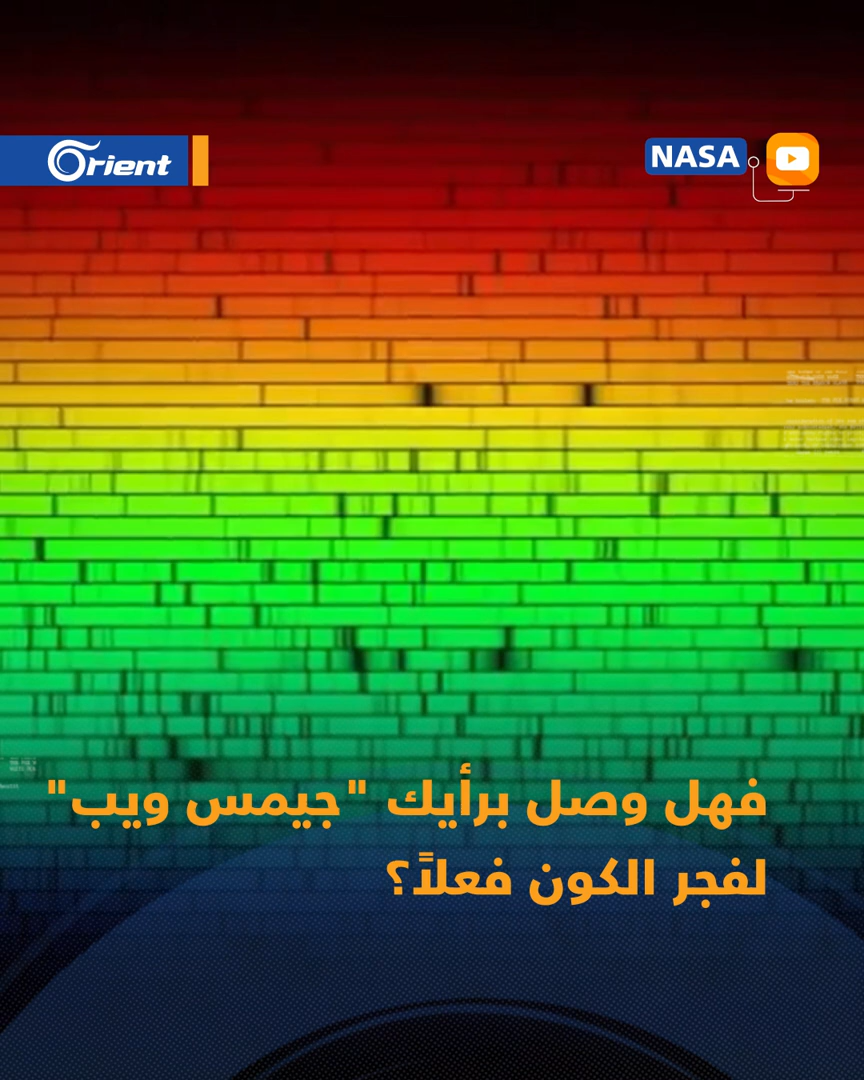 Orient
NASA
فهل وصل برأيك "جيمس ويب"
لفجر الكون فعلاً؟